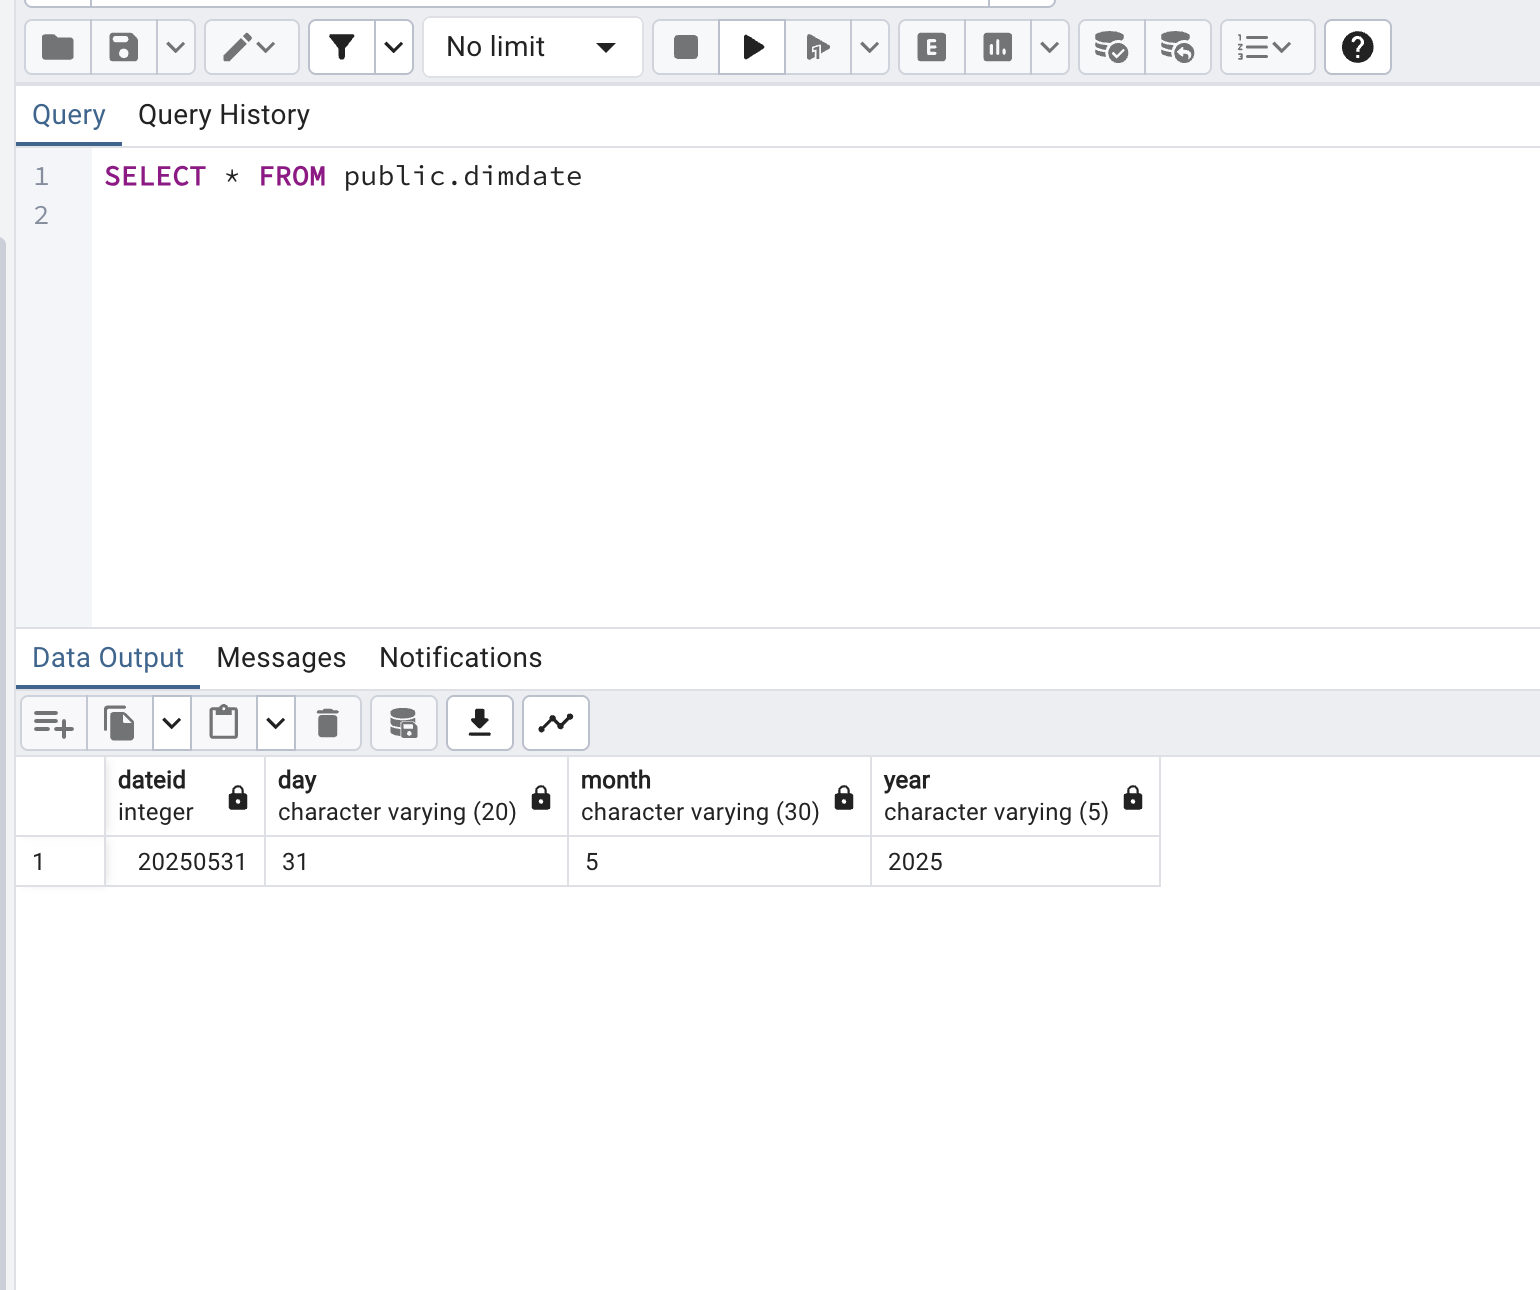 No limit
Query Query History
1 SELECT * FROM public.dimdate
2
Data Output Messages Notifications
dateid day month year
integer character varying (20) character varying (30) character varying (5)
1 20250531 31 5 2025